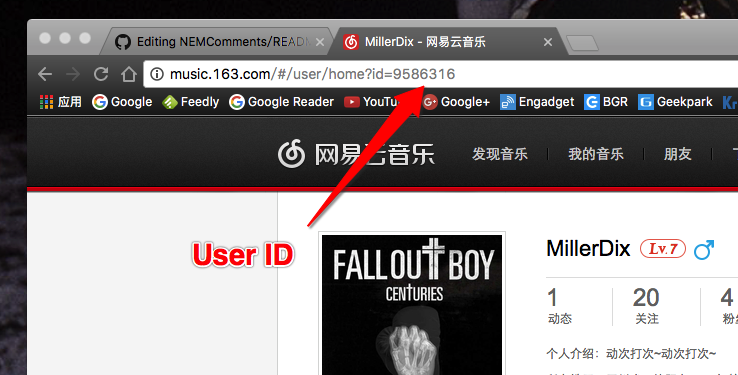 Editing NEMComments/READM
MillerDix - 网易云音乐
music.163.com/#/user/home?id=9586316
应用 Google Feedly Google Reader YouTu Google+ Engadget BGR Geekpark Kr
网易云音乐 发现音乐 我的音乐 朋友
User ID
FALL OUT BOY
CENTURIES
MillerDix Lv.7
1 20 4
动态 关注 粉丝
个人介绍：动次打次~动次打次~